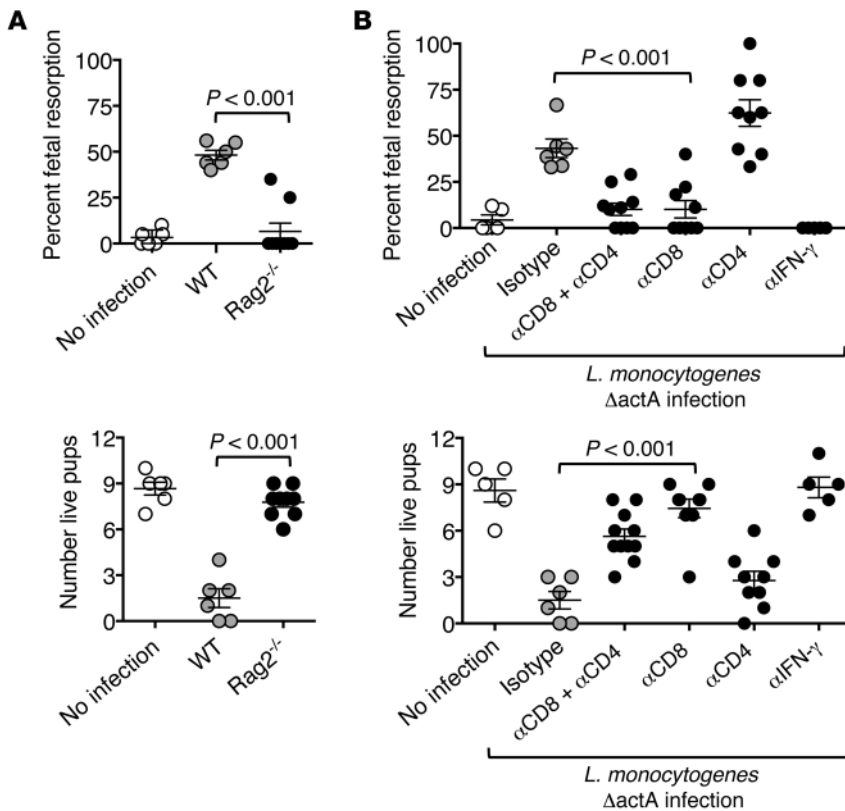 A
Percent fetal resorption
100
75
50
25
0
P < 0.001
No infection
WT
Rag2-/-
B
Percent fetal resorption
100
75
50
25
0
P < 0.001
No infection
Isotype
αCD8 + αCD4
αCD8
αCD4
αIFN-γ
L. monocytogenes
ΔactA infection
Number live pups
12
9
6
3
0
P < 0.001
No infection
WT
Rag2-/-
Number live pups
12
9
6
3
0
P < 0.001
No infection
Isotype
αCD8 + αCD4
αCD8
αCD4
αIFN-γ
L. monocytogenes
ΔactA infection